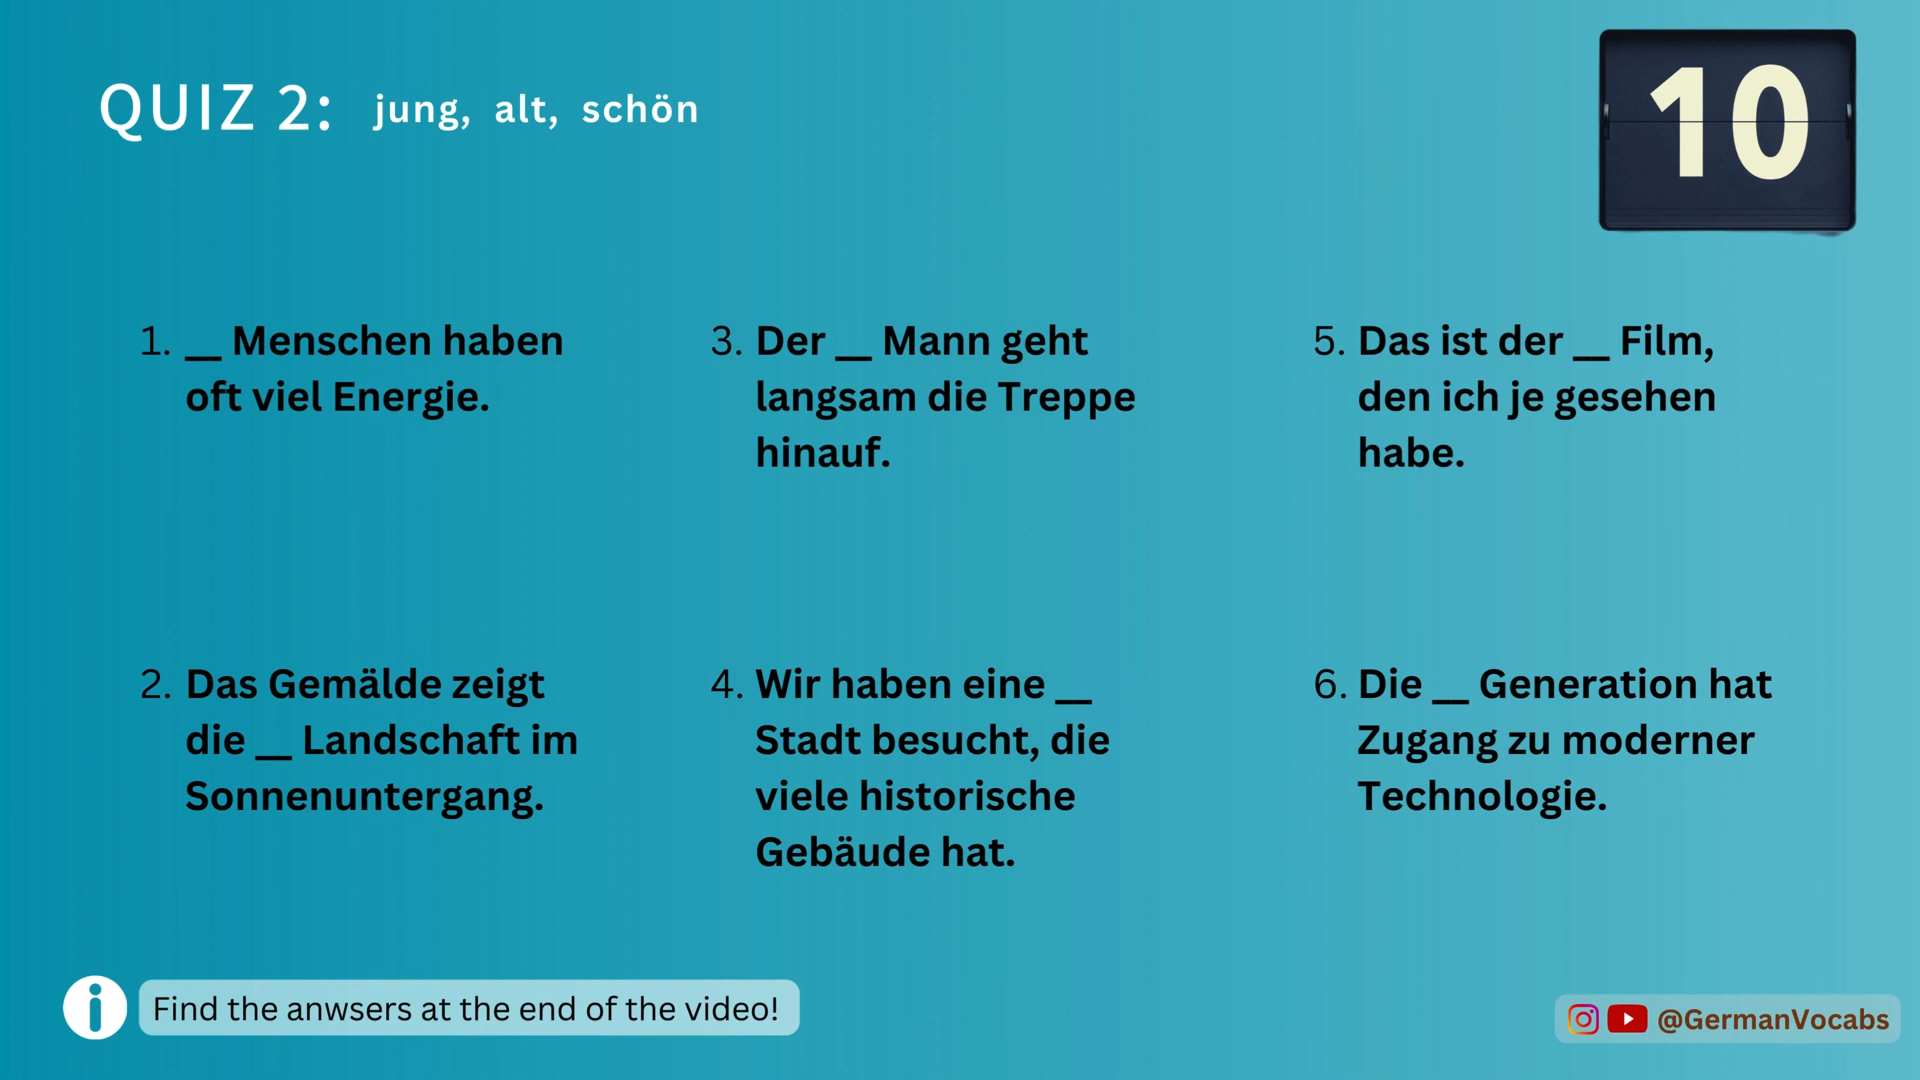 QUIZ 2: jung, alt, schön
10
1. __ Menschen haben
oft viel Energie.
2. Das Gemälde zeigt
die __ Landschaft im
Sonnenuntergang.
3. Der __ Mann geht
langsam die Treppe
hinauf.
4. Wir haben eine __
Stadt besucht, die
viele historische
Gebäude hat.
5. Das ist der __ Film,
den ich je gesehen
habe.
6. Die __ Generation hat
Zugang zu moderner
Technologie.
Find the anwsers at the end of the video!
@GermanVocabs